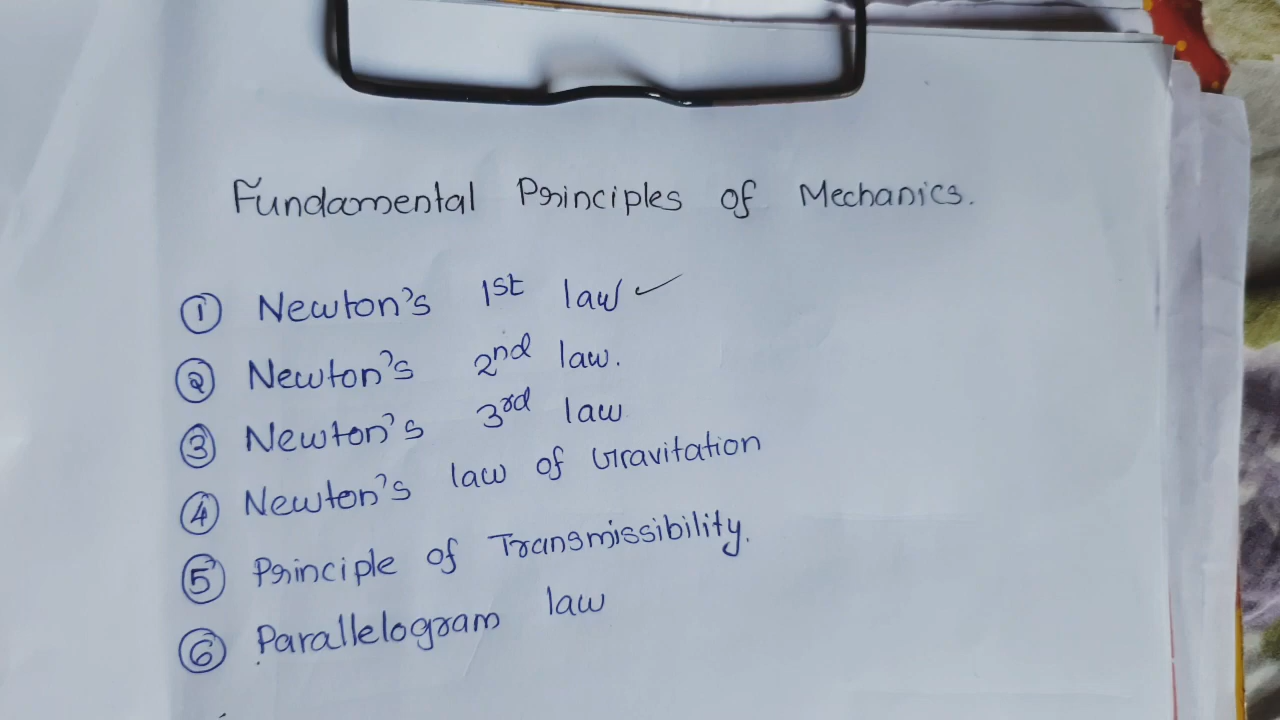 Fundamental Principles of Mechanics.
① Newton's 1st law ✓
② Newton's 2nd law.
③ Newton's 3rd law
④ Newton's law of Gravitation
⑤ Principle of Transmissibility.
⑥ Parallelogram law